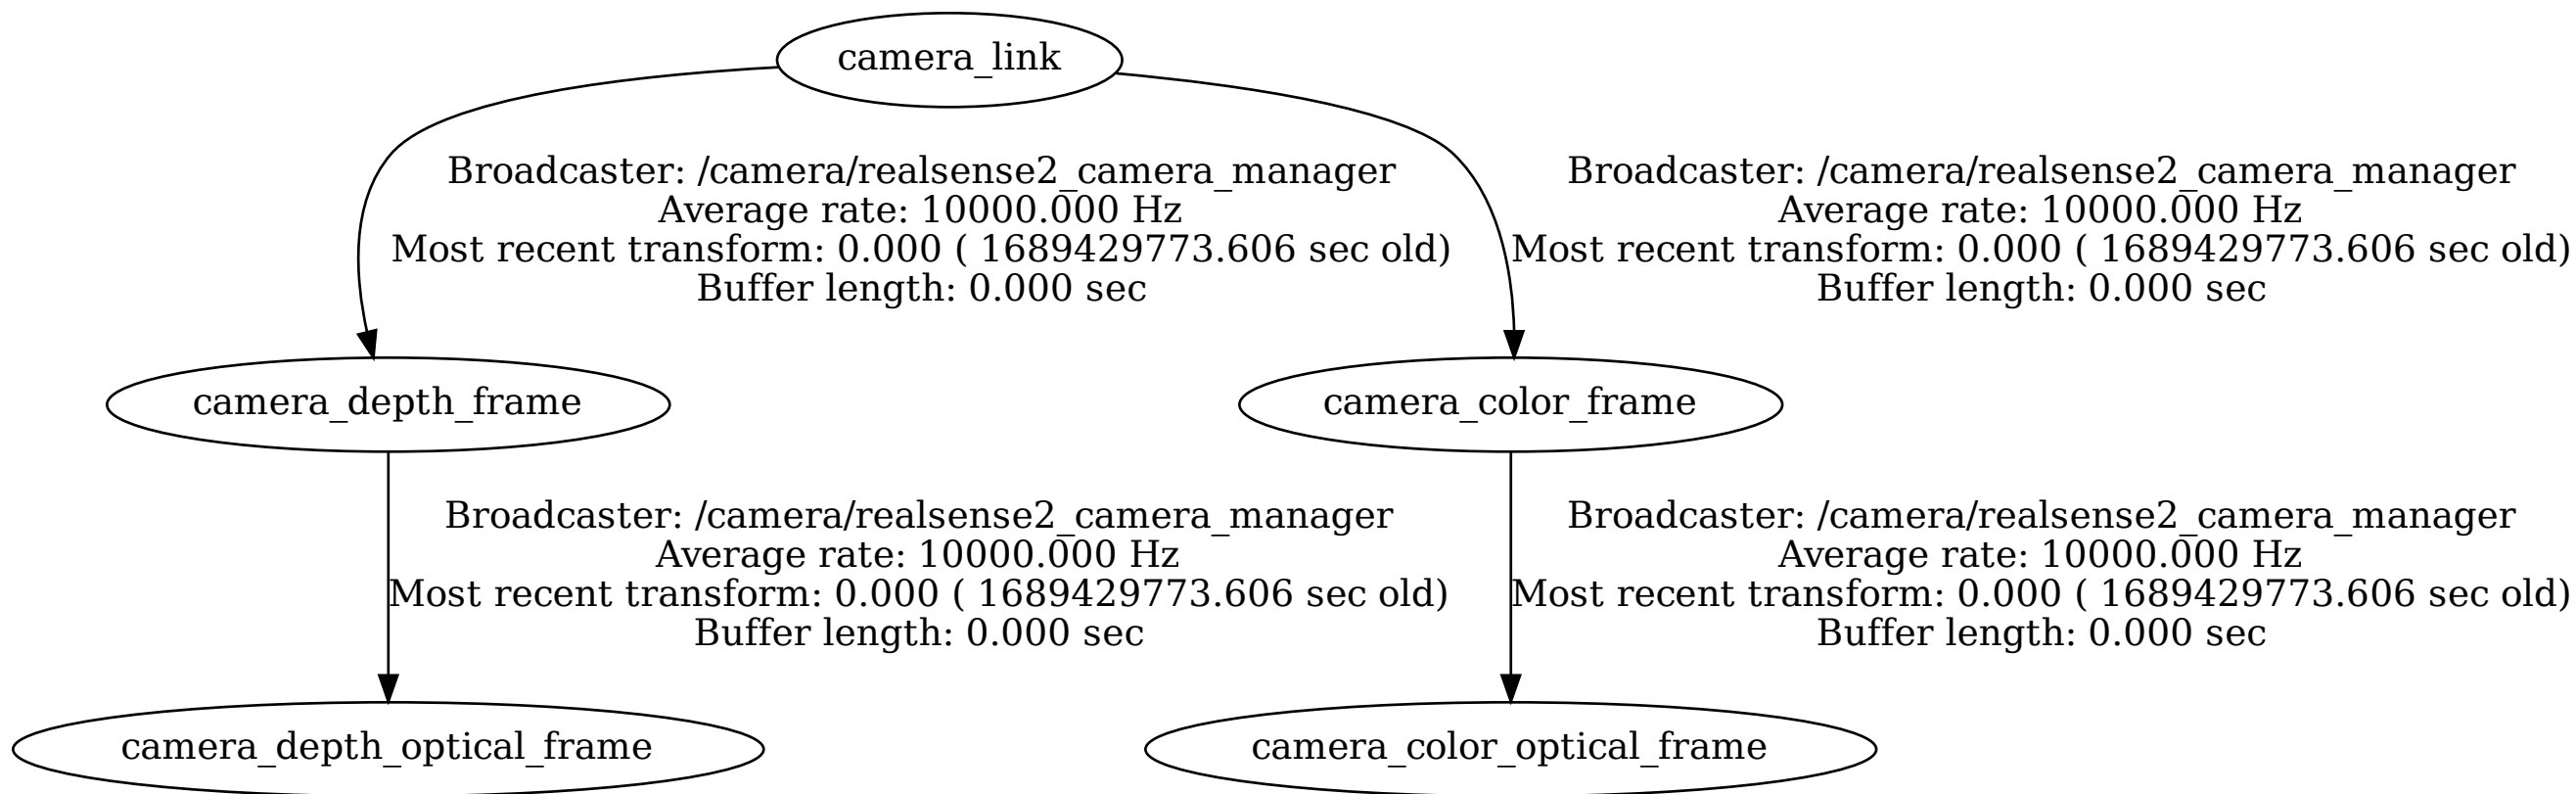 camera_link
Broadcaster: /camera/realsense2_camera_manager
Average rate: 10000.000 Hz
Most recent transform: 0.000 ( 1689429773.606 sec old)
Buffer length: 0.000 sec
Broadcaster: /camera/realsense2_camera_manager
Average rate: 10000.000 Hz
Most recent transform: 0.000 ( 1689429773.606 sec old)
Buffer length: 0.000 sec
camera_depth_frame
camera_color_frame
Broadcaster: /camera/realsense2_camera_manager
Average rate: 10000.000 Hz
Most recent transform: 0.000 ( 1689429773.606 sec old)
Buffer length: 0.000 sec
Broadcaster: /camera/realsense2_camera_manager
Average rate: 10000.000 Hz
Most recent transform: 0.000 ( 1689429773.606 sec old)
Buffer length: 0.000 sec
camera_depth_optical_frame
camera_color_optical_frame